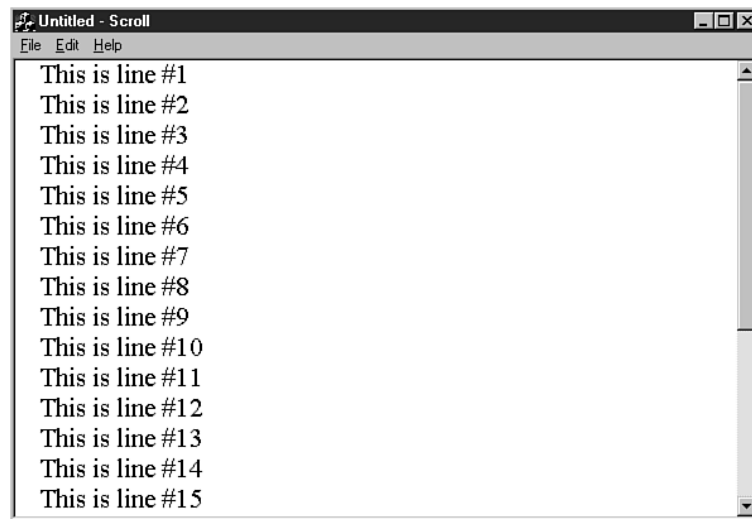 Untitled - Scroll
File Edit Help
This is line #1
This is line #2
This is line #3
This is line #4
This is line #5
This is line #6
This is line #7
This is line #8
This is line #9
This is line #10
This is line #11
This is line #12
This is line #13
This is line #14
This is line #15